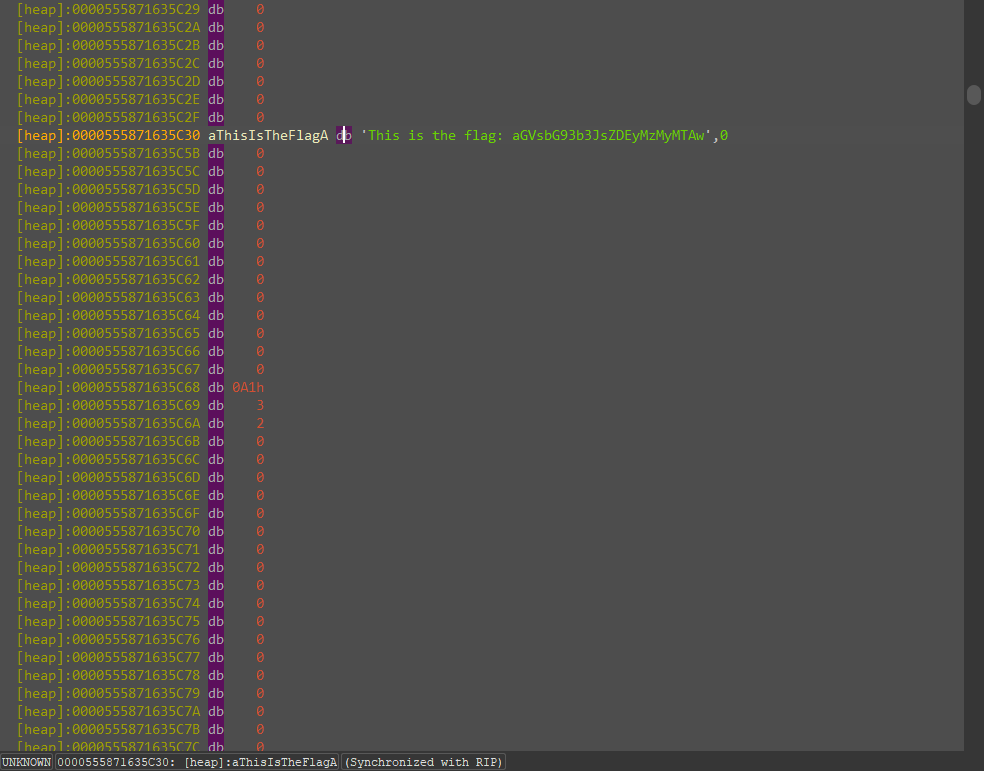 [heap]:0000555871635C29 db 0
[heap]:0000555871635C2A db 0
[heap]:0000555871635C2B db 0
[heap]:0000555871635C2C db 0
[heap]:0000555871635C2D db 0
[heap]:0000555871635C2E db 0
[heap]:0000555871635C2F db 0
[heap]:0000555871635C30 aThisIsTheFlagA db 'This is the flag: aGVsbG93b3JsZDEyMzMyMTAw',0
[heap]:0000555871635C5B db 0
[heap]:0000555871635C5C db 0
[heap]:0000555871635C5D db 0
[heap]:0000555871635C5E db 0
[heap]:0000555871635C5F db 0
[heap]:0000555871635C60 db 0
[heap]:0000555871635C61 db 0
[heap]:0000555871635C62 db 0
[heap]:0000555871635C63 db 0
[heap]:0000555871635C64 db 0
[heap]:0000555871635C65 db 0
[heap]:0000555871635C66 db 0
[heap]:0000555871635C67 db 0
[heap]:0000555871635C68 db 0A1h
[heap]:0000555871635C69 db 3
[heap]:0000555871635C6A db 2
[heap]:0000555871635C6B db 0
[heap]:0000555871635C6C db 0
[heap]:0000555871635C6D db 0
[heap]:0000555871635C6E db 0
[heap]:0000555871635C6F db 0
[heap]:0000555871635C70 db 0
[heap]:0000555871635C71 db 0
[heap]:0000555871635C72 db 0
[heap]:0000555871635C73 db 0
[heap]:0000555871635C74 db 0
[heap]:0000555871635C75 db 0
[heap]:0000555871635C76 db 0
[heap]:0000555871635C77 db 0
[heap]:0000555871635C78 db 0
[heap]:0000555871635C79 db 0
[heap]:0000555871635C7A db 0
[heap]:0000555871635C7B db 0
[heap]:0000555871635C7C db 0
UNKNOWN 0000555871635C30: [heap]:aThisIsTheFlagA (Synchronized with RIP)